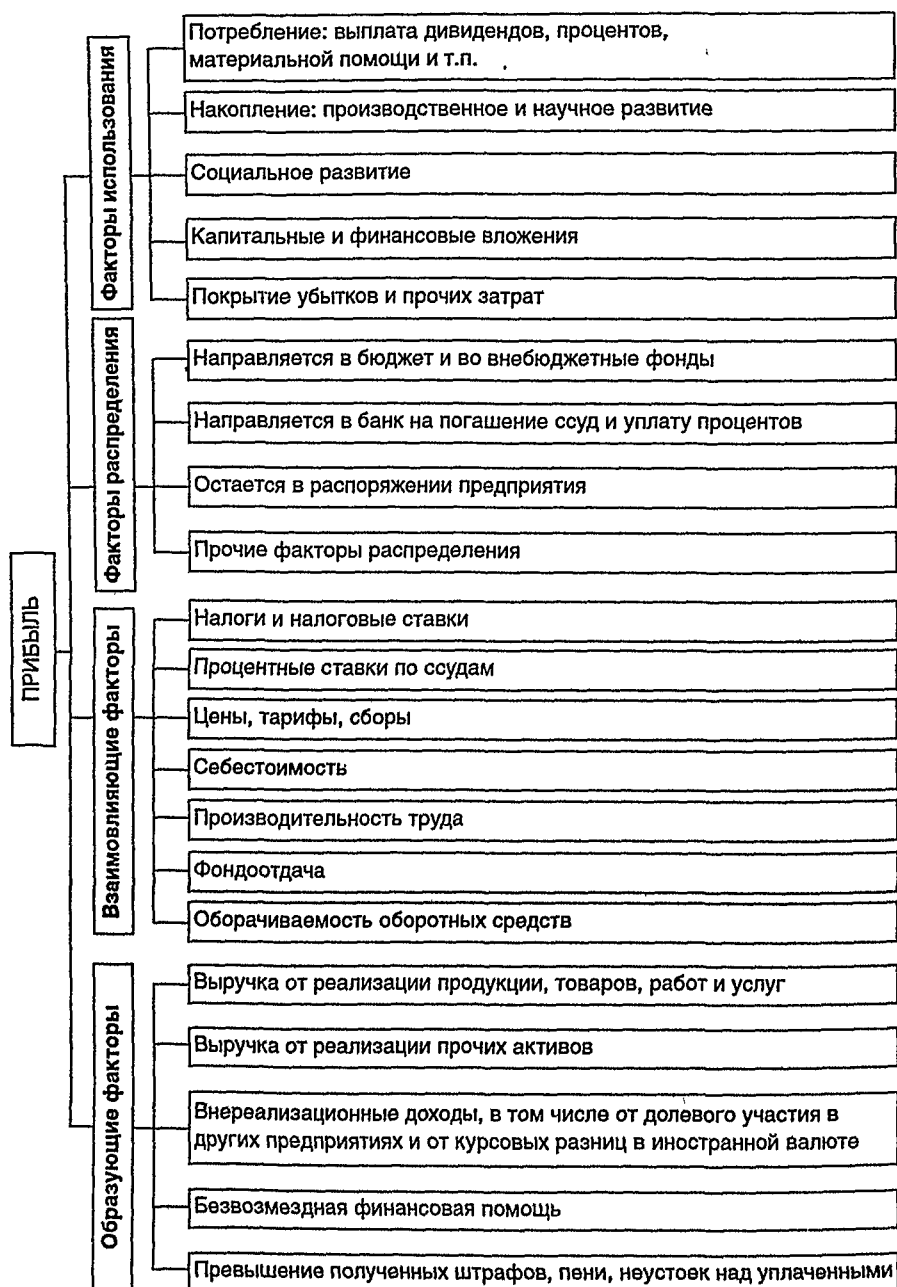 ПРИБЫЛЬ
Факторы использования
Потребление: выплата дивидендов, процентов,
материальной помощи и т.п.
Накопление: производственное и научное развитие
Социальное развитие
Капитальные и финансовые вложения
Покрытие убытков и прочих затрат
Факторы распределения
Направляется в бюджет и во внебюджетные фонды
Направляется в банк на погашение ссуд и уплату процентов
Остается в распоряжении предприятия
Прочие факторы распределения
Взаимовлияющие факторы
Налоги и налоговые ставки
Процентные ставки по ссудам
Цены, тарифы, сборы
Себестоимость
Производительность труда
Фондоотдача
Оборачиваемость оборотных средств
Образующие факторы
Выручка от реализации продукции, товаров, работ и услуг
Выручка от реализации прочих активов
Внереализационные доходы, в том числе от долевого участия в
других предприятиях и от курсовых разниц в иностранной валюте
Безвозмездная финансовая помощь
Превышение полученных штрафов, пени, неустоек над уплаченными